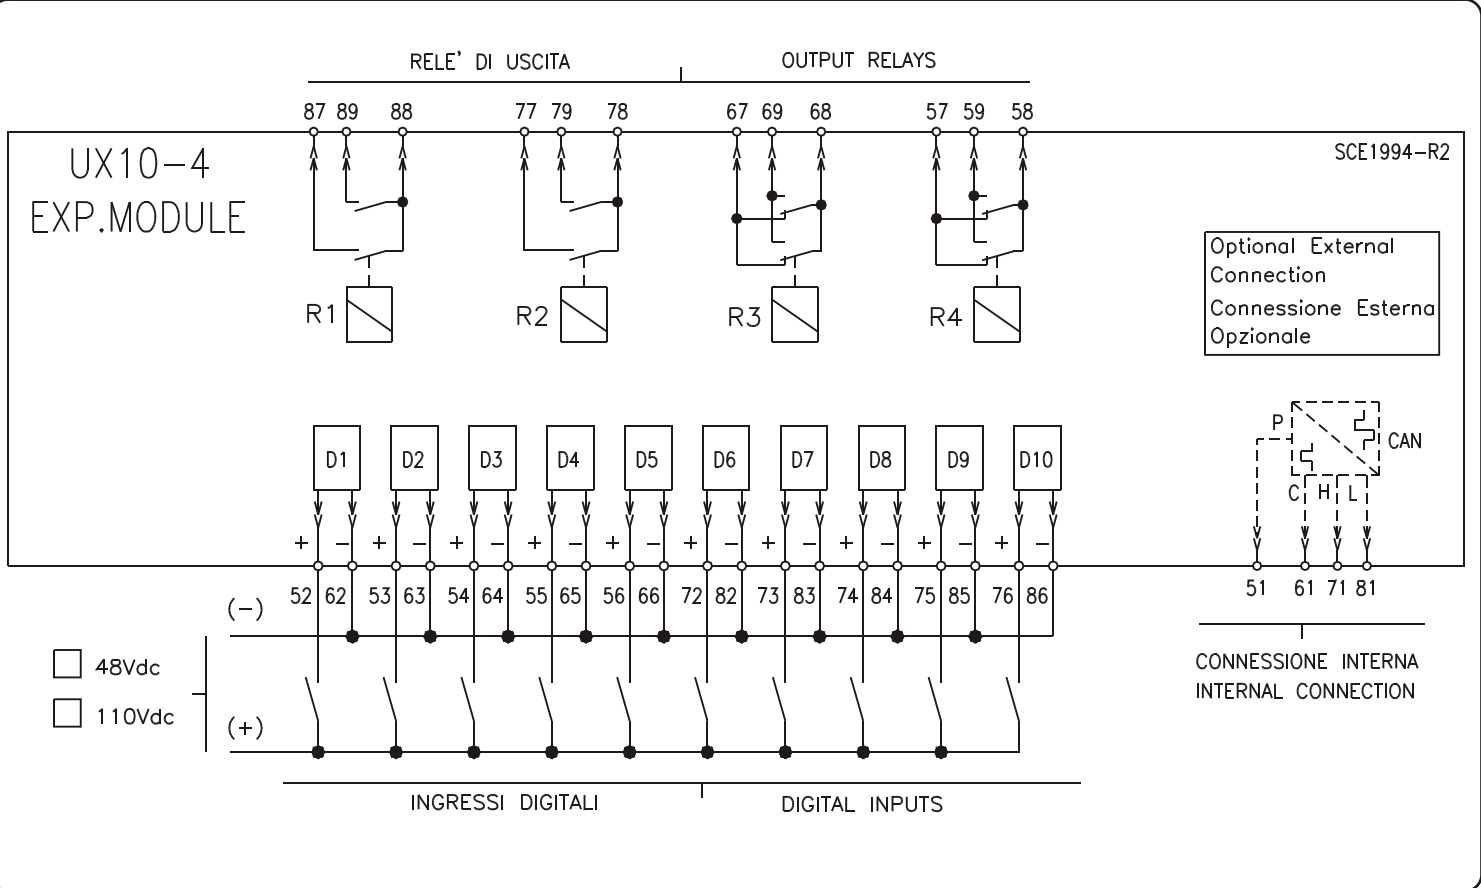 RELE' DI USCITA OUTPUT RELAYS
87 89 88 77 79 78 67 69 68 57 59 58
UX10-4
EXP.MODULE
SCE1994-R2
Optional External
Connection
Connessione Esterna
Opzionale
R1 R2 R3 R4
P
CAN
D1 D2 D3 D4 D5 D6 D7 D8 D9 D10
C H L
+ - + - + - + - + - + - + - + - + - + -
52 62 53 63 54 64 55 65 56 66 72 82 73 83 74 84 75 85 76 86
51 61 71 81
(-)
48Vdc
110Vdc
(+)
CONNESSIONE INTERNA
INTERNAL CONNECTION
INGRESSI DIGITALI DIGITAL INPUTS